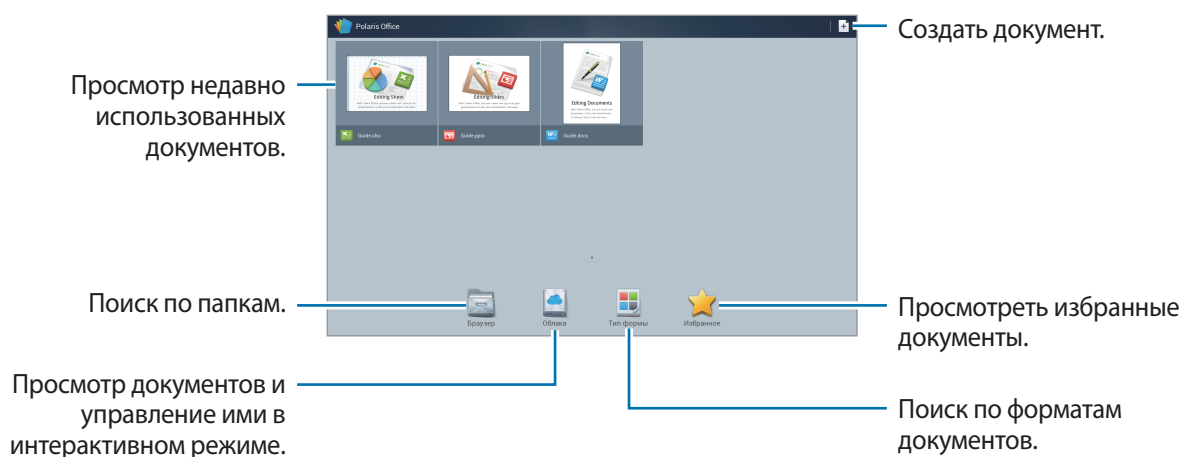 Polaris Office
Создать документ.
Просмотр недавно
использованных
документов.
Editing Sheet
Editing Slides
Editing Documents
Guide.xlsx
Guide.pptx
Guide.docx
Поиск по папкам.
Браузер
Облака
Тип формы
Избранное
Просмотреть избранные
документы.
Просмотр документов и
управление ими в
интерактивном режиме.
Поиск по форматам
документов.